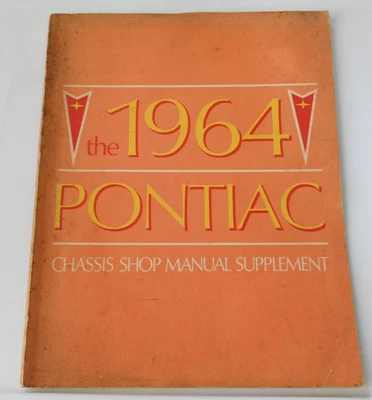 the 1964
PONTIAC
CHASSIS SHOP MANUAL SUPPLEMENT